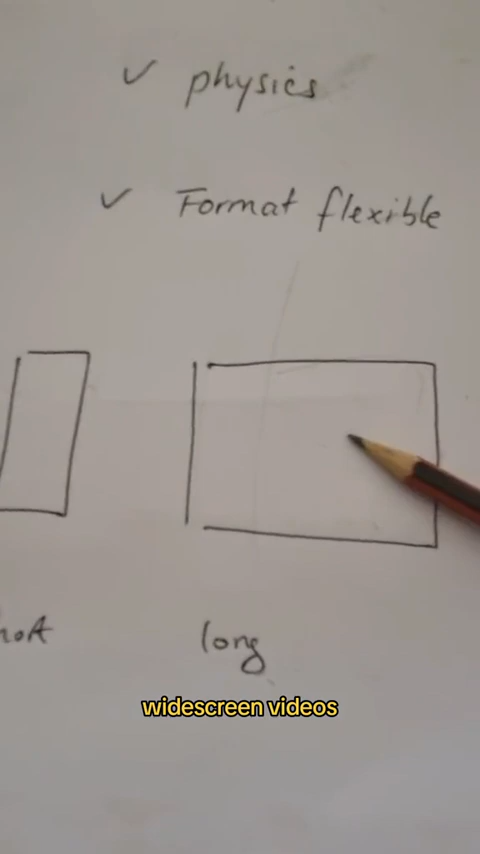 ✓ physics
✓ Format flexible
long
widescreen videos